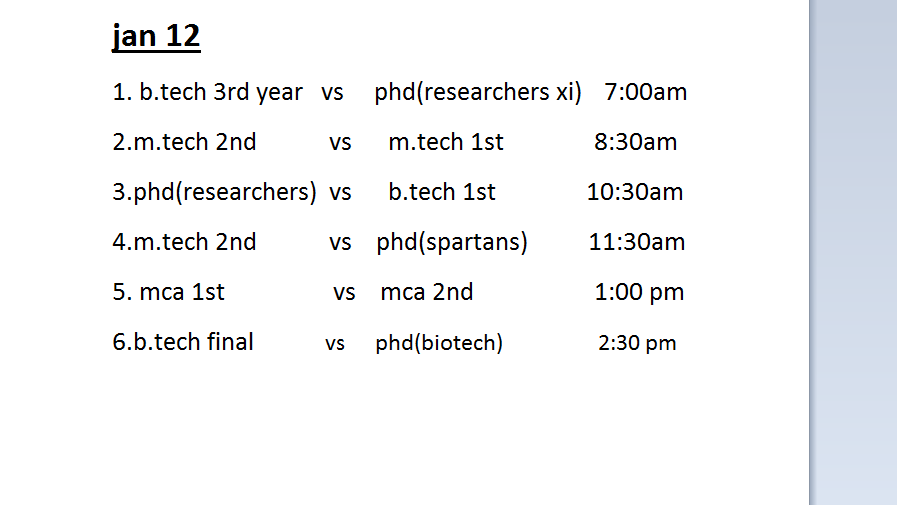 jan 12
1. b.tech 3rd year vs phd(researchers xi) 7:00am
2.m.tech 2nd vs m.tech 1st 8:30am
3.phd(researchers) vs b.tech 1st 10:30am
4.m.tech 2nd vs phd(spartans) 11:30am
5. mca 1st vs mca 2nd 1:00 pm
6.b.tech final vs phd(biotech) 2:30 pm